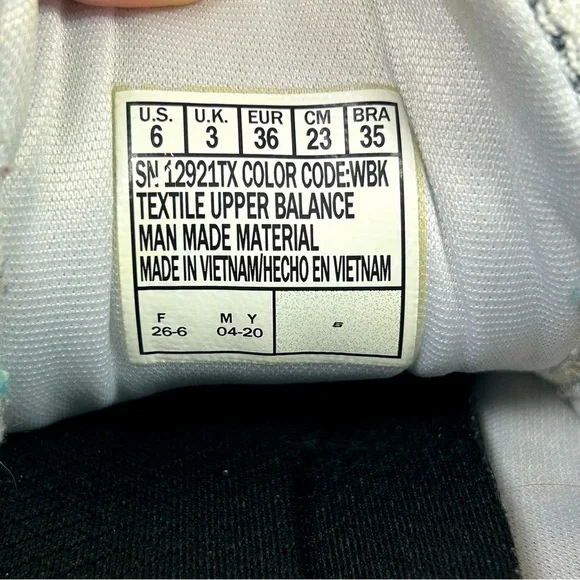 U.S. U.K. EUR CM BRA
6 3 36 23 35
SN 12921TX COLOR CODE:WBK
TEXTILE UPPER BALANCE
MAN MADE MATERIAL
MADE IN VIETNAM/HECHO EN VIETNAM
F M Y
26-6 04-20